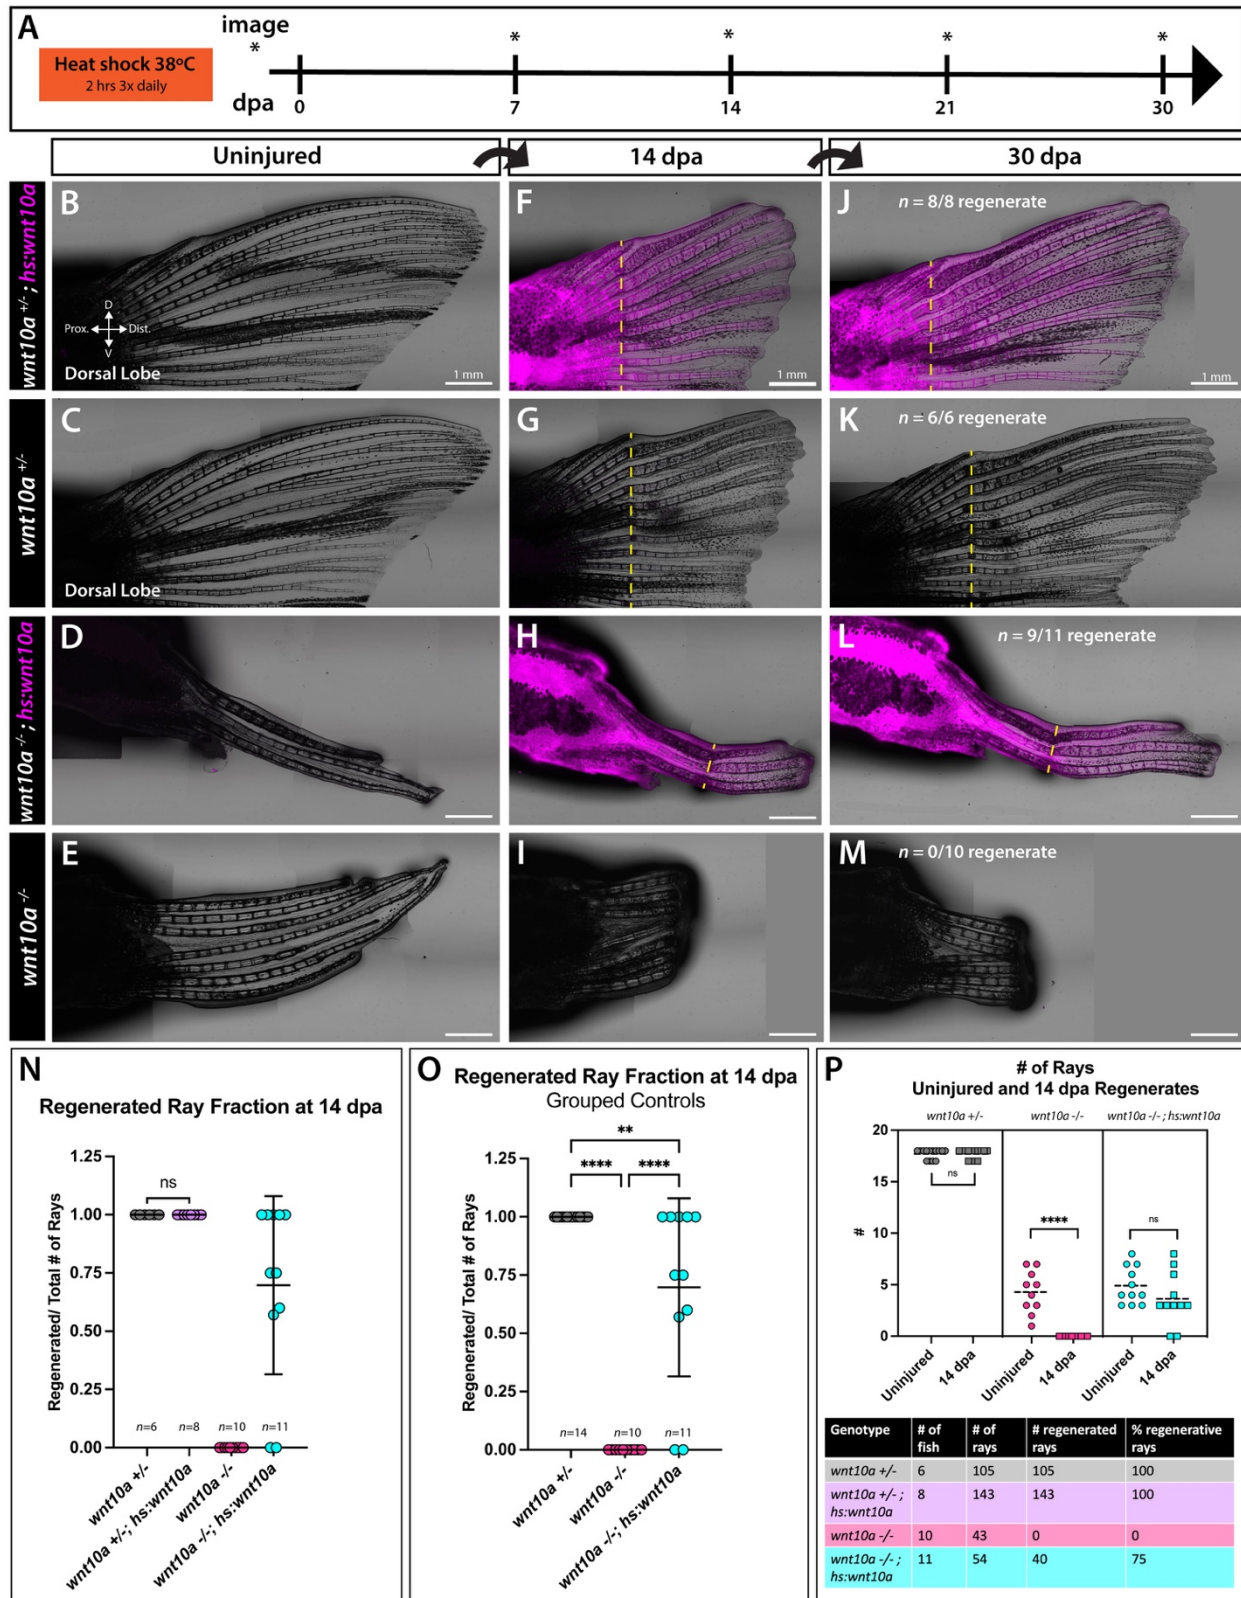 A
image
* * * * *
Heat shock 38ºC
2 hrs 3x daily
dpa 0 7 14 21 30
Uninjured 14 dpa 30 dpa
wnt10a +/-; hs:wnt10a
B
D
Prox. Dist.
V
Dorsal Lobe
1 mm
F
1 mm
J
n = 8/8 regenerate
1 mm
wnt10a +/-
C
Dorsal Lobe
G
K
n = 6/6 regenerate
wnt10a -/-; hs:wnt10a
D
H
L
n = 9/11 regenerate
wnt10a -/-
E
I
M
n = 0/10 regenerate
N
Regenerated Ray Fraction at 14 dpa
Regenerated/ Total # of Rays
1.25
1.00
0.75
0.50
0.25
0.00
ns
n=6 n=8 n=10 n=11
wnt10a +/-
wnt10a +/-; hs:wnt10a
wnt10a -/-
wnt10a -/-; hs:wnt10a
O
Regenerated Ray Fraction at 14 dpa
Grouped Controls
Regenerated/ Total # of Rays
1.25
1.00
0.75
0.50
0.25
0.00
**
**** ****
n=14 n=10 n=11
wnt10a +/-
wnt10a -/-
wnt10a -/-; hs:wnt10a
P
# of Rays
Uninjured and 14 dpa Regenerates
wnt10a +/- wnt10a -/- wnt10a -/- ; hs:wnt10a
#
20
15
10
5
0
ns
****
ns
Uninjured 14 dpa Uninjured 14 dpa Uninjured 14 dpa
Genotype # of fish # of rays # regenerated rays % regenerative rays
wnt10a +/- 6 105 105 100
wnt10a +/- ; hs:wnt10a 8 143 143 100
wnt10a -/- 10 43 0 0
wnt10a -/- ; hs:wnt10a 11 54 40 75